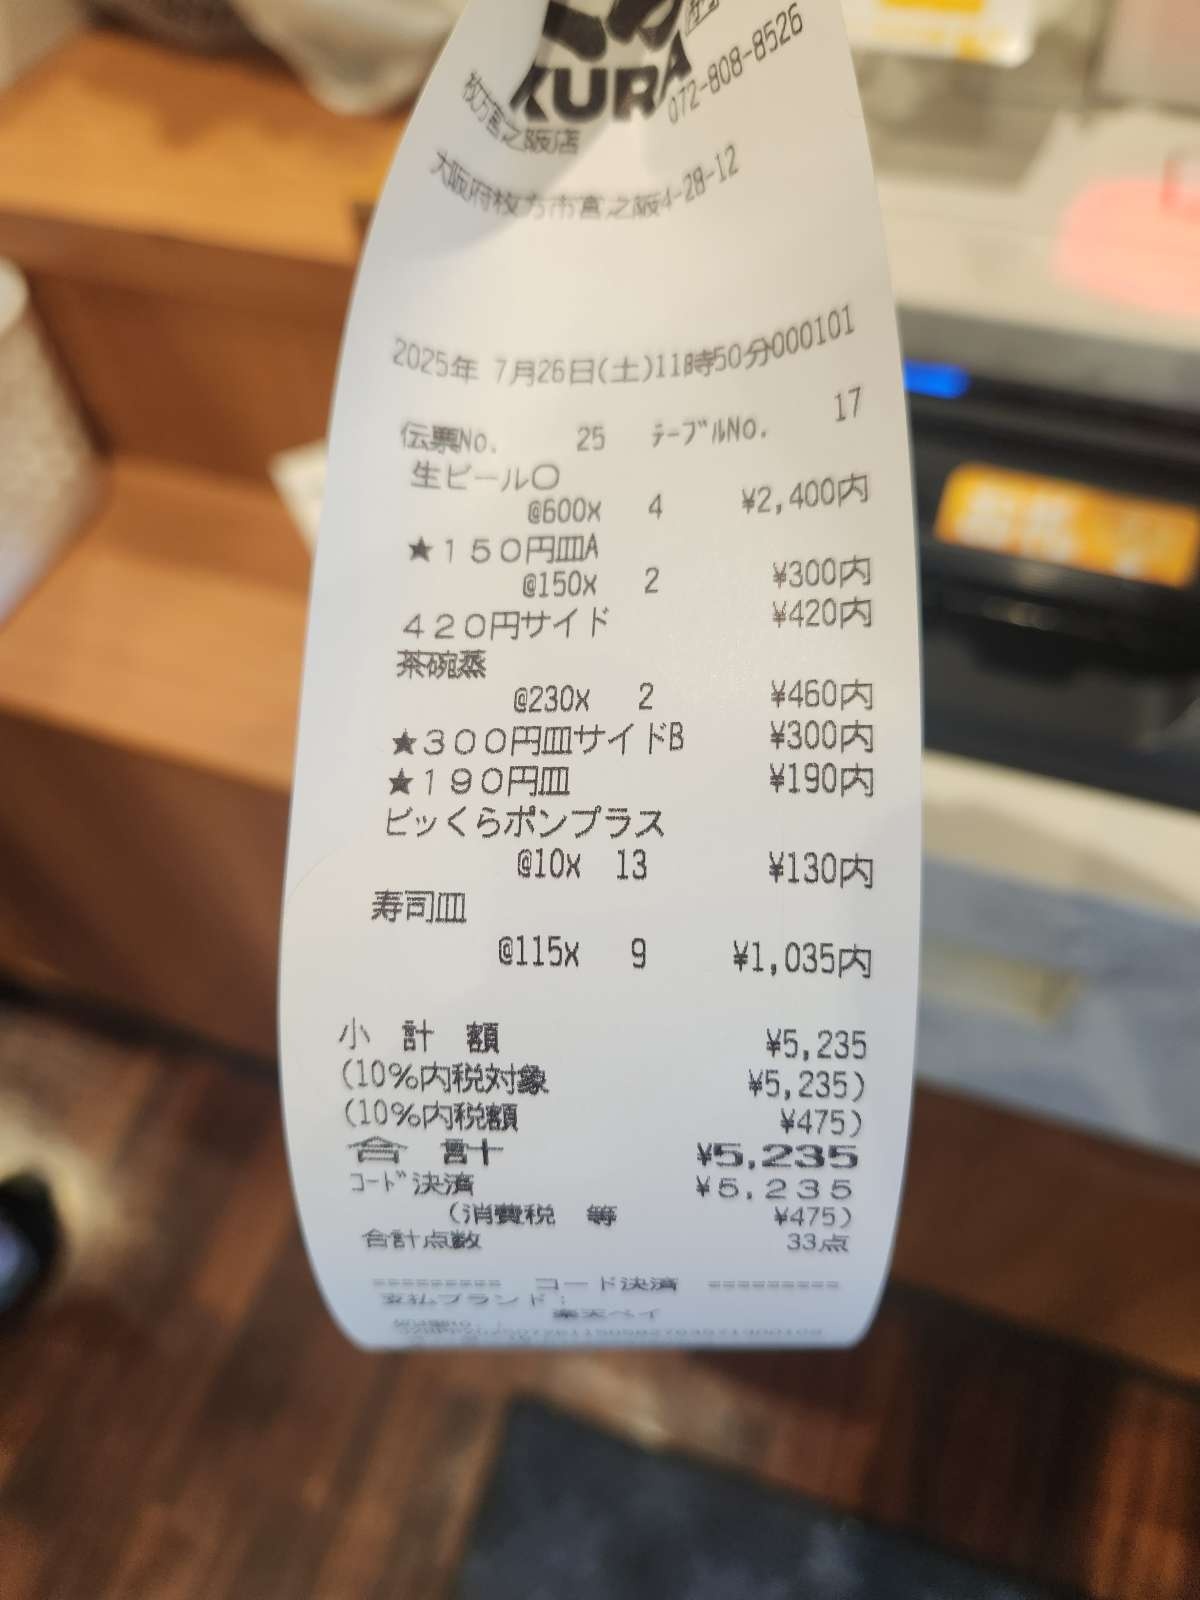 KURA
072-808-8526
枚方宮之阪店
大阪府枚方市宮之阪4-28-12
2025年 7月26日(土)11時50分000101
伝票No. 25 テーブルNo. 17
生ビール〇
@600x 4 ¥2,400内
★150円皿A
@150x 2 ¥300内
420円サイド ¥420内
茶碗蒸
@230x 2 ¥460内
★300円皿サイドB ¥300内
★190円皿 ¥190内
ビッくらポンプラス
@10x 13 ¥130内
寿司皿
@115x 9 ¥1,035内
小 計 額 ¥5,235
(10%内税対象 ¥5,235)
(10%内税額 ¥475)
合 計 ¥5,235
コード決済 ¥5,235
(消費税 等 ¥475)
合計点数 33点
========= コード決済 =========
支払ブランド:
楽天ペイ